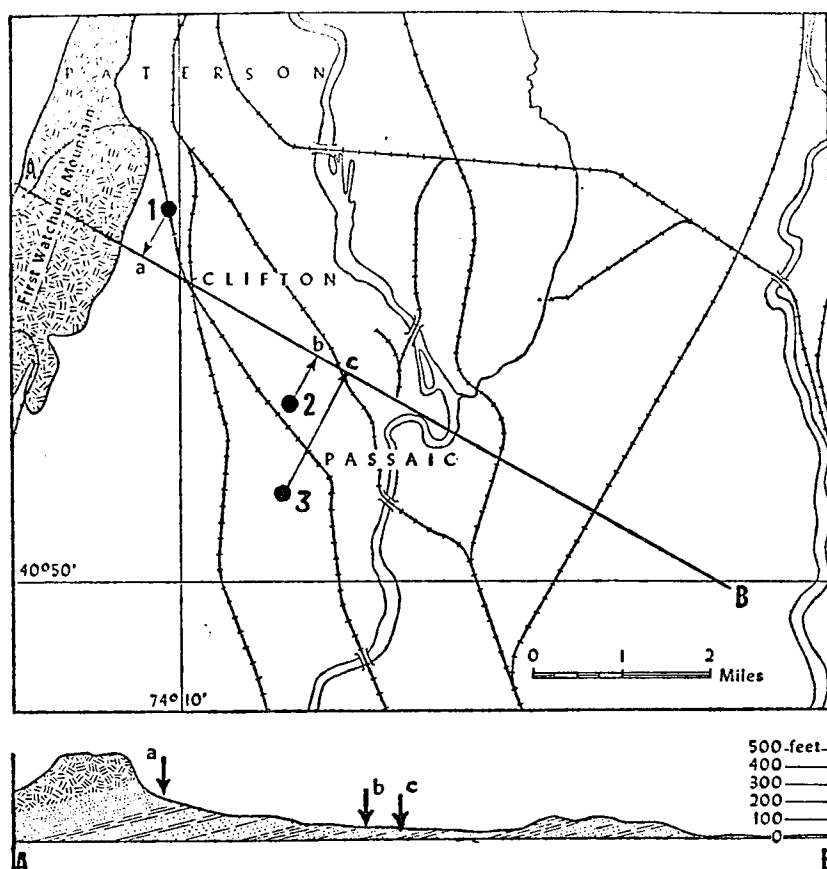 PATERSON
A
First Watchung Mountain
1
a
CLIFTON
b
c
2
PASSAIC
3
40°50'
B
0 1 2
Miles
74°10'
a
b
c
500-feet
400
300
200
100
0
A
B